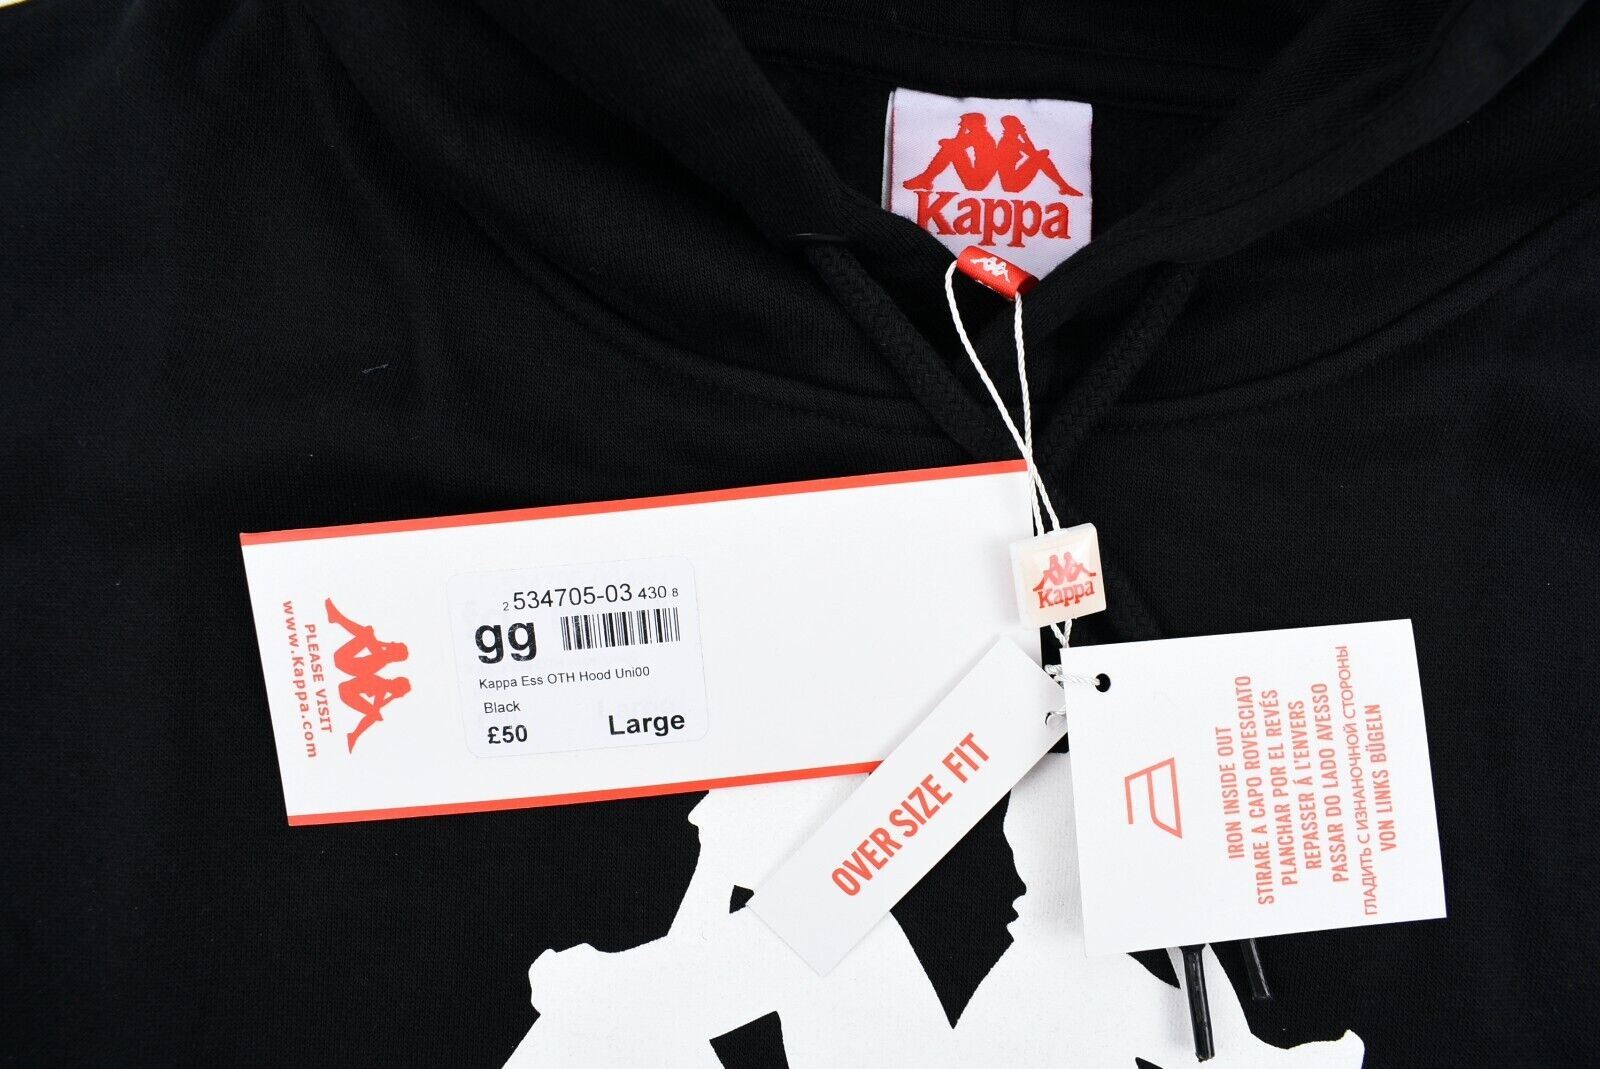 Kappa
2 534705-03 430 8
gg
Kappa Ess OTH Hood Uni00
Black
£50 Large
PLEASE VISIT
www.Kappa.com
Kappa
OVER SIZE FIT
IRON INSIDE OUT
STIRARE A CAPO ROVESCIATO
PLANCHAR POR EL REVÉS
REPASSER Á L'ENVERS
PASSAR DO LADO AVESSO
ГЛАДИТЬ С ИЗНАНОЧНОЙ СТОРОНЫ
VON LINKS BÜGELN